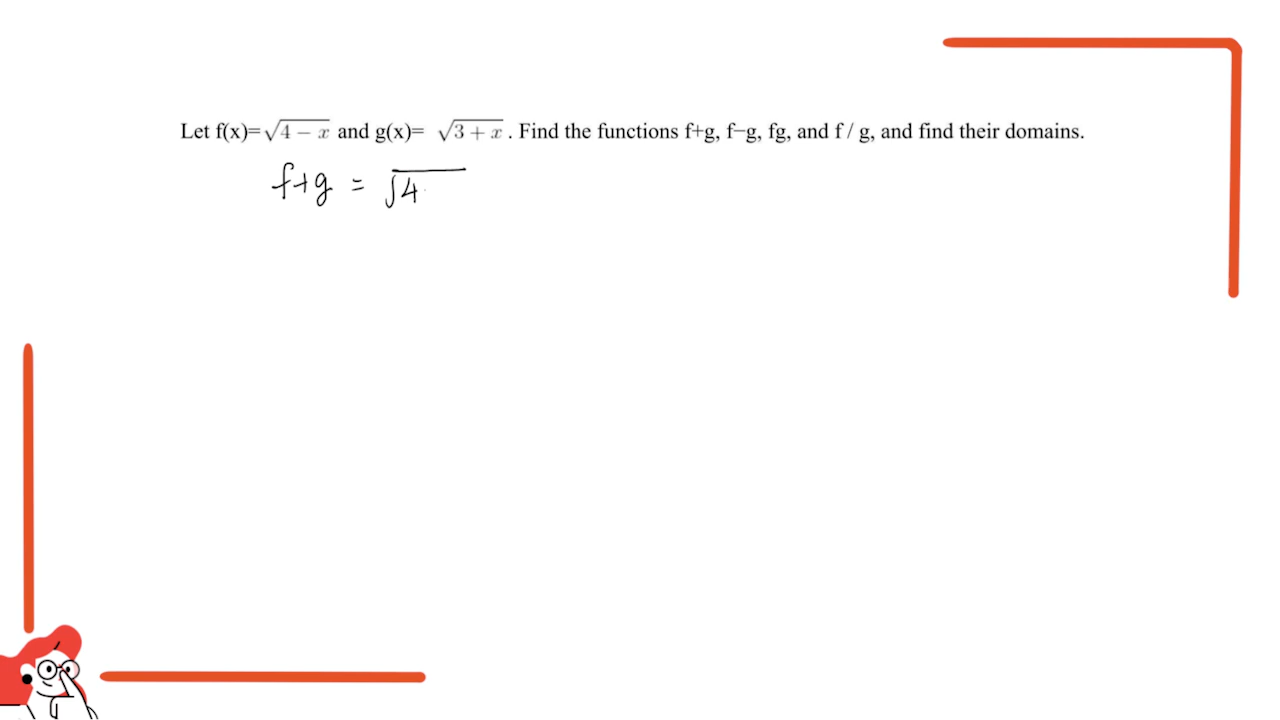 Let f(x)=√4 − x and g(x)= √3 + x . Find the functions f+g, f−g, fg, and f / g, and find their domains.
f+g = √4